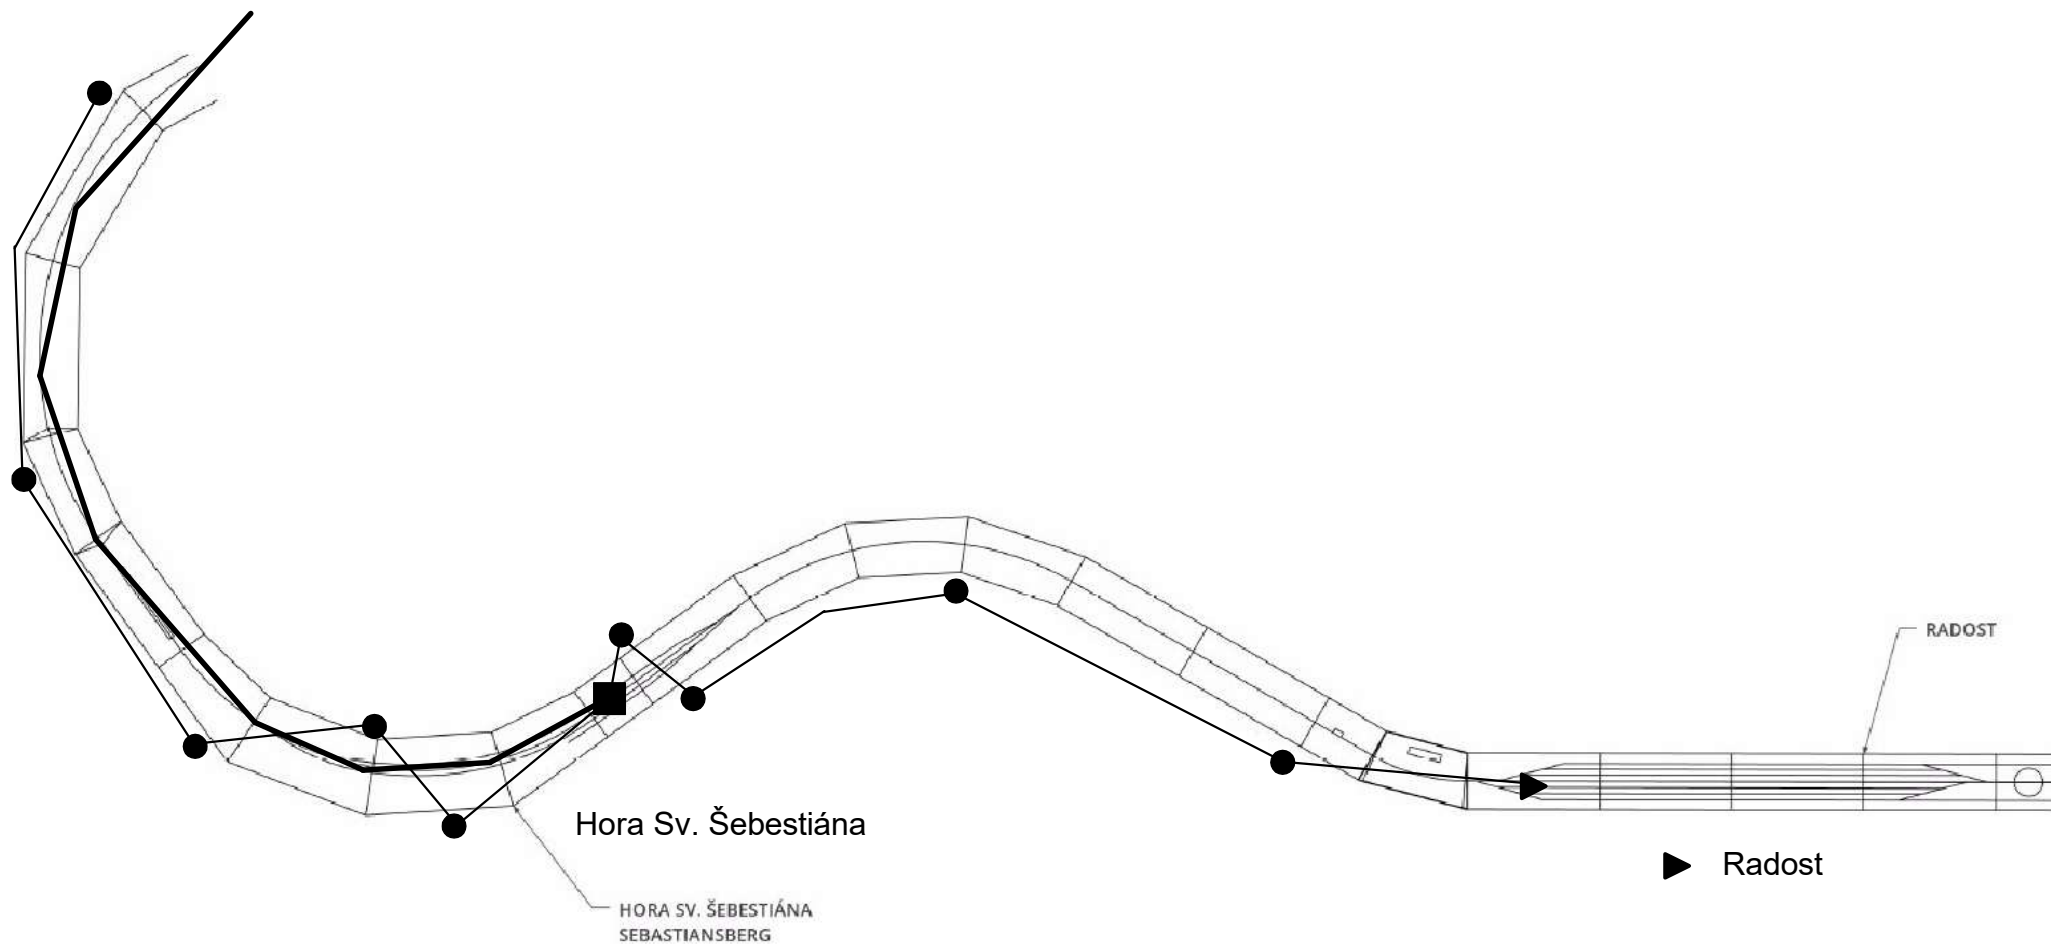 RADOST
Hora Sv. Šebestiána
Radost
HORA SV. ŠEBESTIÁNA
SEBASTIANSBERG